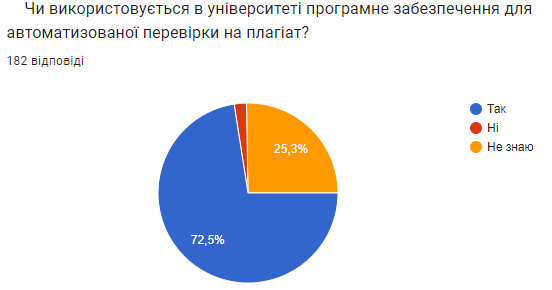 Чи використовується в університеті програмне забезпечення для
автоматизованої перевірки на плагіат?
182 відповіді
Так
Ні
Не знаю
25,3%
72,5%